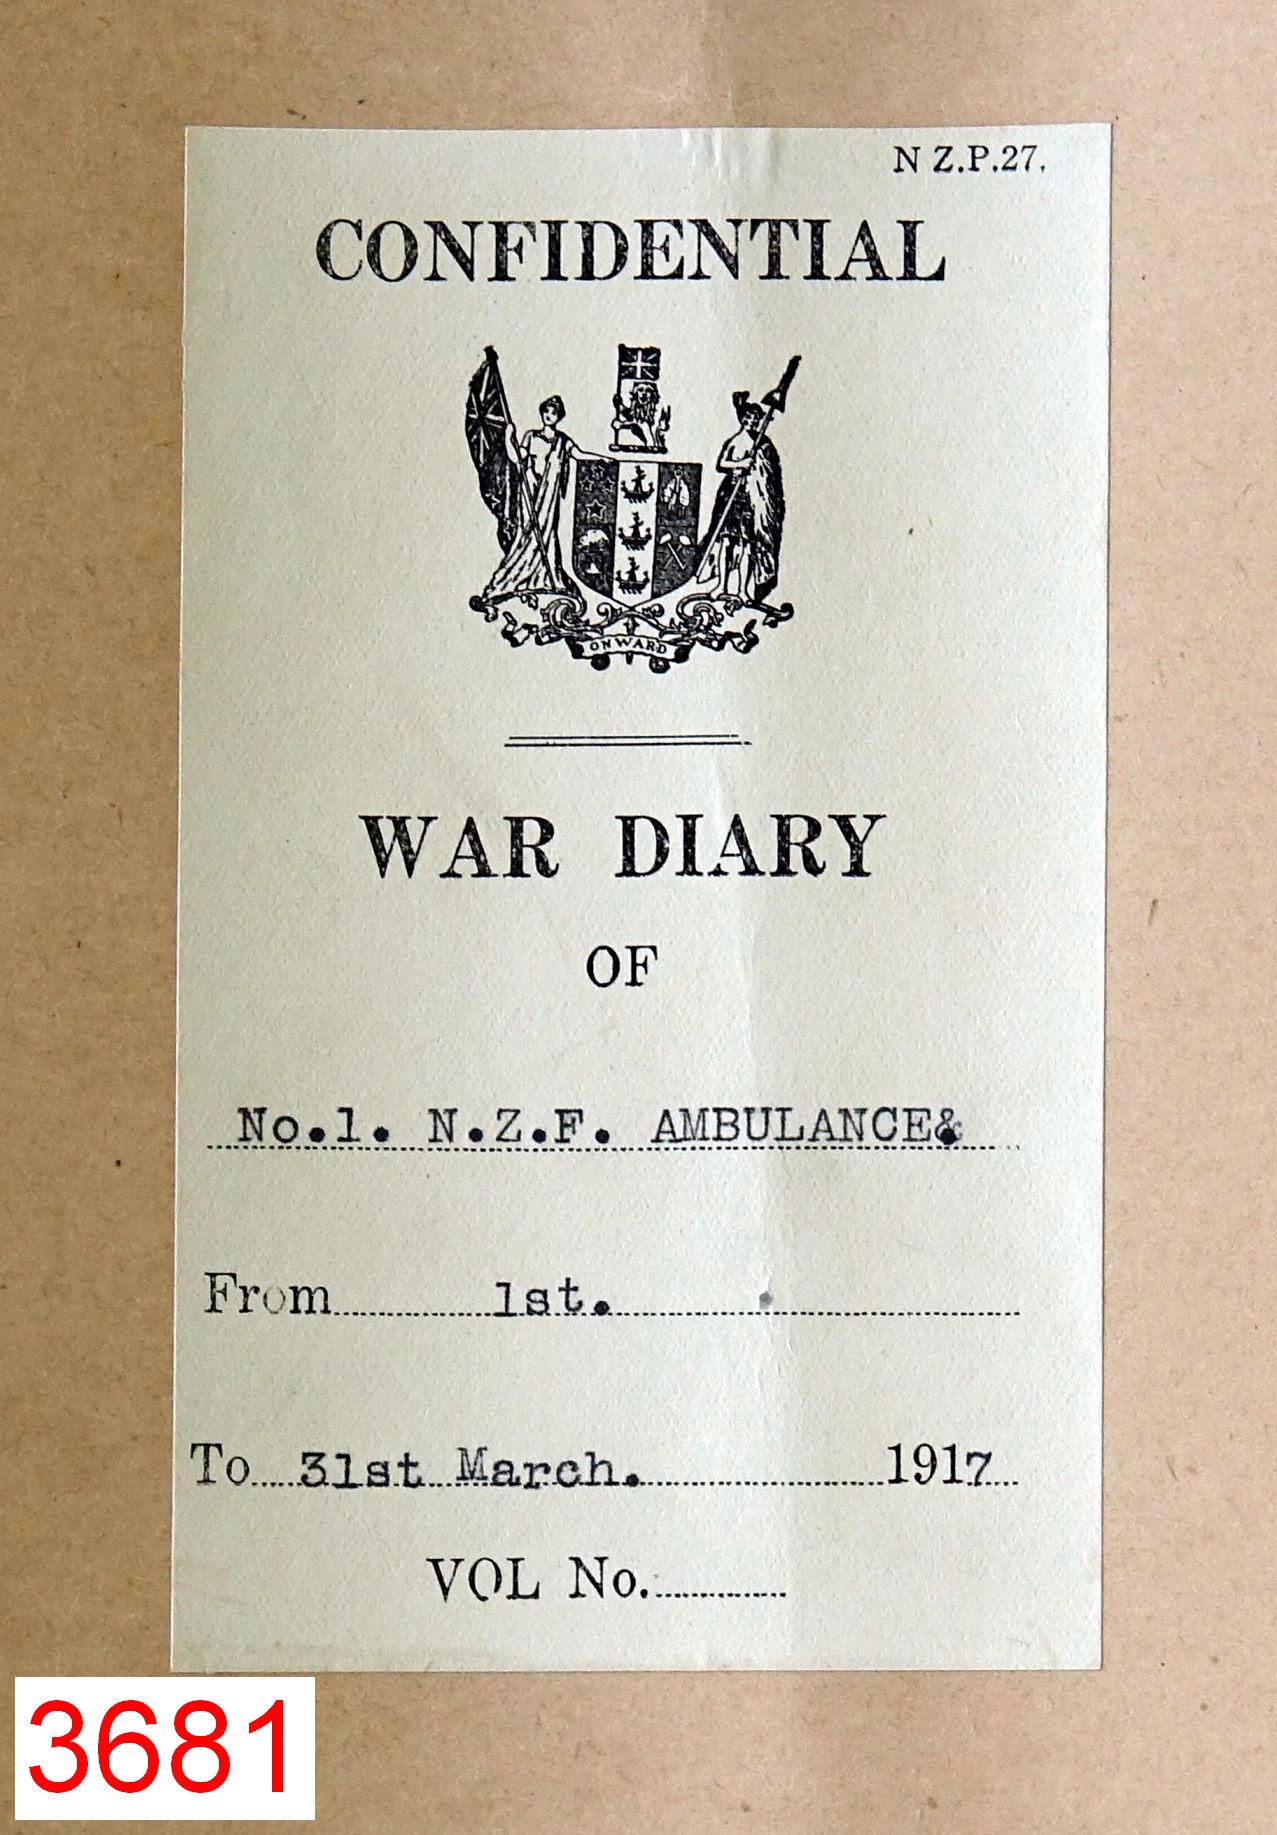 N Z.P.27.
CONFIDENTIAL
ONWARD
WAR DIARY
OF
No.1. N.Z.F. AMBULANCE&
From 1st.
To 31st March. 1917
VOL No.
3681